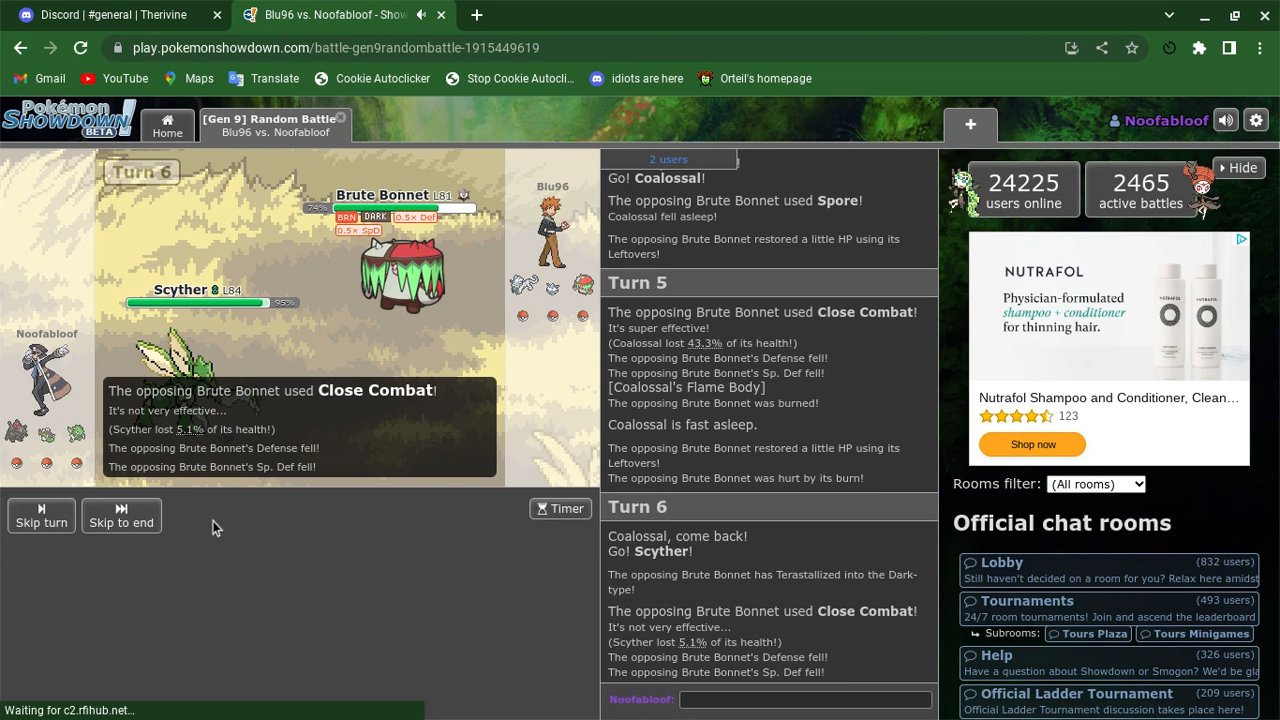 Discord | #general | Therivine
Blu96 vs. Noofabloof - Show
play.pokemonshowdown.com/battle-gen9randombattle-1915449619
Gmail
YouTube
Maps
Translate
Cookie Autoclicker
Stop Cookie Autocli...
idiots are here
Orteil's homepage
Pokémon
SHOWDOWN!
BETA
Home
[Gen 9] Random Battle
Blu96 vs. Noofabloof
+
Noofabloof
Turn 6
Brute Bonnet L81
74%
BRN DARK 0.5× Def
0.5× SpD
Blu96
Scyther L84
95%
Noofabloof
The opposing Brute Bonnet used Close Combat!
It's not very effective...
(Scyther lost 5.1% of its health!)
The opposing Brute Bonnet's Defense fell!
The opposing Brute Bonnet's Sp. Def fell!
Skip turn
Skip to end
Timer
2 users
Go! Coalossal!
The opposing Brute Bonnet used Spore!
Coalossal fell asleep!
The opposing Brute Bonnet restored a little HP using its
Leftovers!
Turn 5
The opposing Brute Bonnet used Close Combat!
It's super effective!
(Coalossal lost 43.3% of its health!)
The opposing Brute Bonnet's Defense fell!
The opposing Brute Bonnet's Sp. Def fell!
[Coalossal's Flame Body]
The opposing Brute Bonnet was burned!
Coalossal is fast asleep.
The opposing Brute Bonnet restored a little HP using its
Leftovers!
The opposing Brute Bonnet was hurt by its burn!
Turn 6
Coalossal, come back!
Go! Scyther!
The opposing Brute Bonnet has Terastallized into the Dark-
type!
The opposing Brute Bonnet used Close Combat!
It's not very effective...
(Scyther lost 5.1% of its health!)
The opposing Brute Bonnet's Defense fell!
The opposing Brute Bonnet's Sp. Def fell!
Noofabloof:
Hide
24225
users online
2465
active battles
NUTRAFOL
Physician-formulated
shampoo + conditioner
for thinning hair.
Nutrafol Shampoo and Conditioner, Clean...
123
Shop now
Rooms filter: (All rooms)
Official chat rooms
Lobby (832 users)
Still haven't decided on a room for you? Relax here amidst
Tournaments (493 users)
24/7 room tournaments! Join and ascend the leaderboard
Subrooms: Tours Plaza Tours Minigames
Help (326 users)
Have a question about Showdown or Smogon? We'd be gla
Official Ladder Tournament (209 users)
Official Ladder Tournament discussion takes place here!
Waiting for c2.rfihub.net...